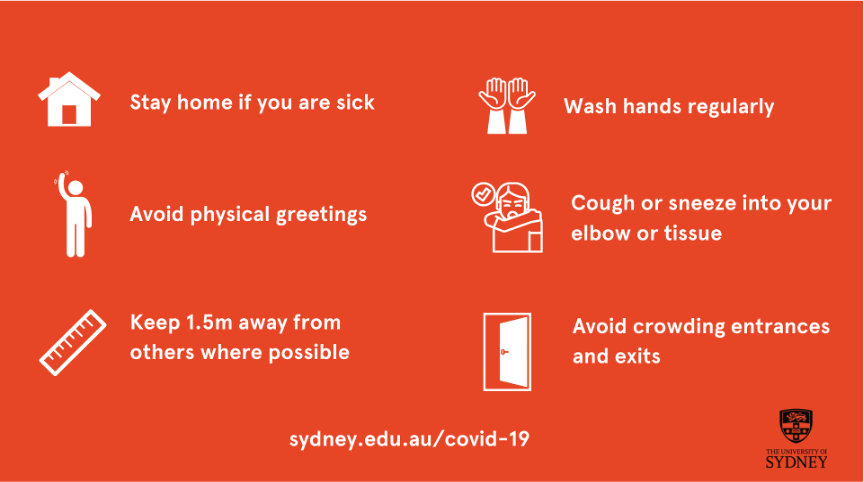 Stay home if you are sick
Wash hands regularly
Avoid physical greetings
Cough or sneeze into your
elbow or tissue
Keep 1.5m away from
others where possible
Avoid crowding entrances
and exits
sydney.edu.au/covid-19
THE UNIVERSITY OF
SYDNEY